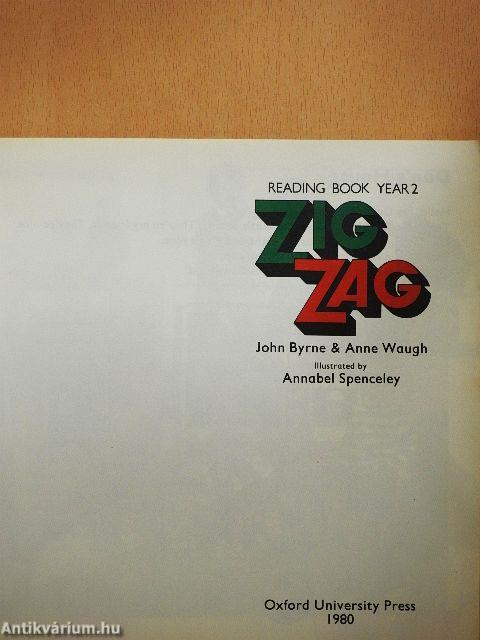 READING BOOK YEAR 2
ZIG
ZAG
John Byrne & Anne Waugh
Illustrated by
Annabel Spenceley
Oxford University Press
1980
Antikvárium.hu